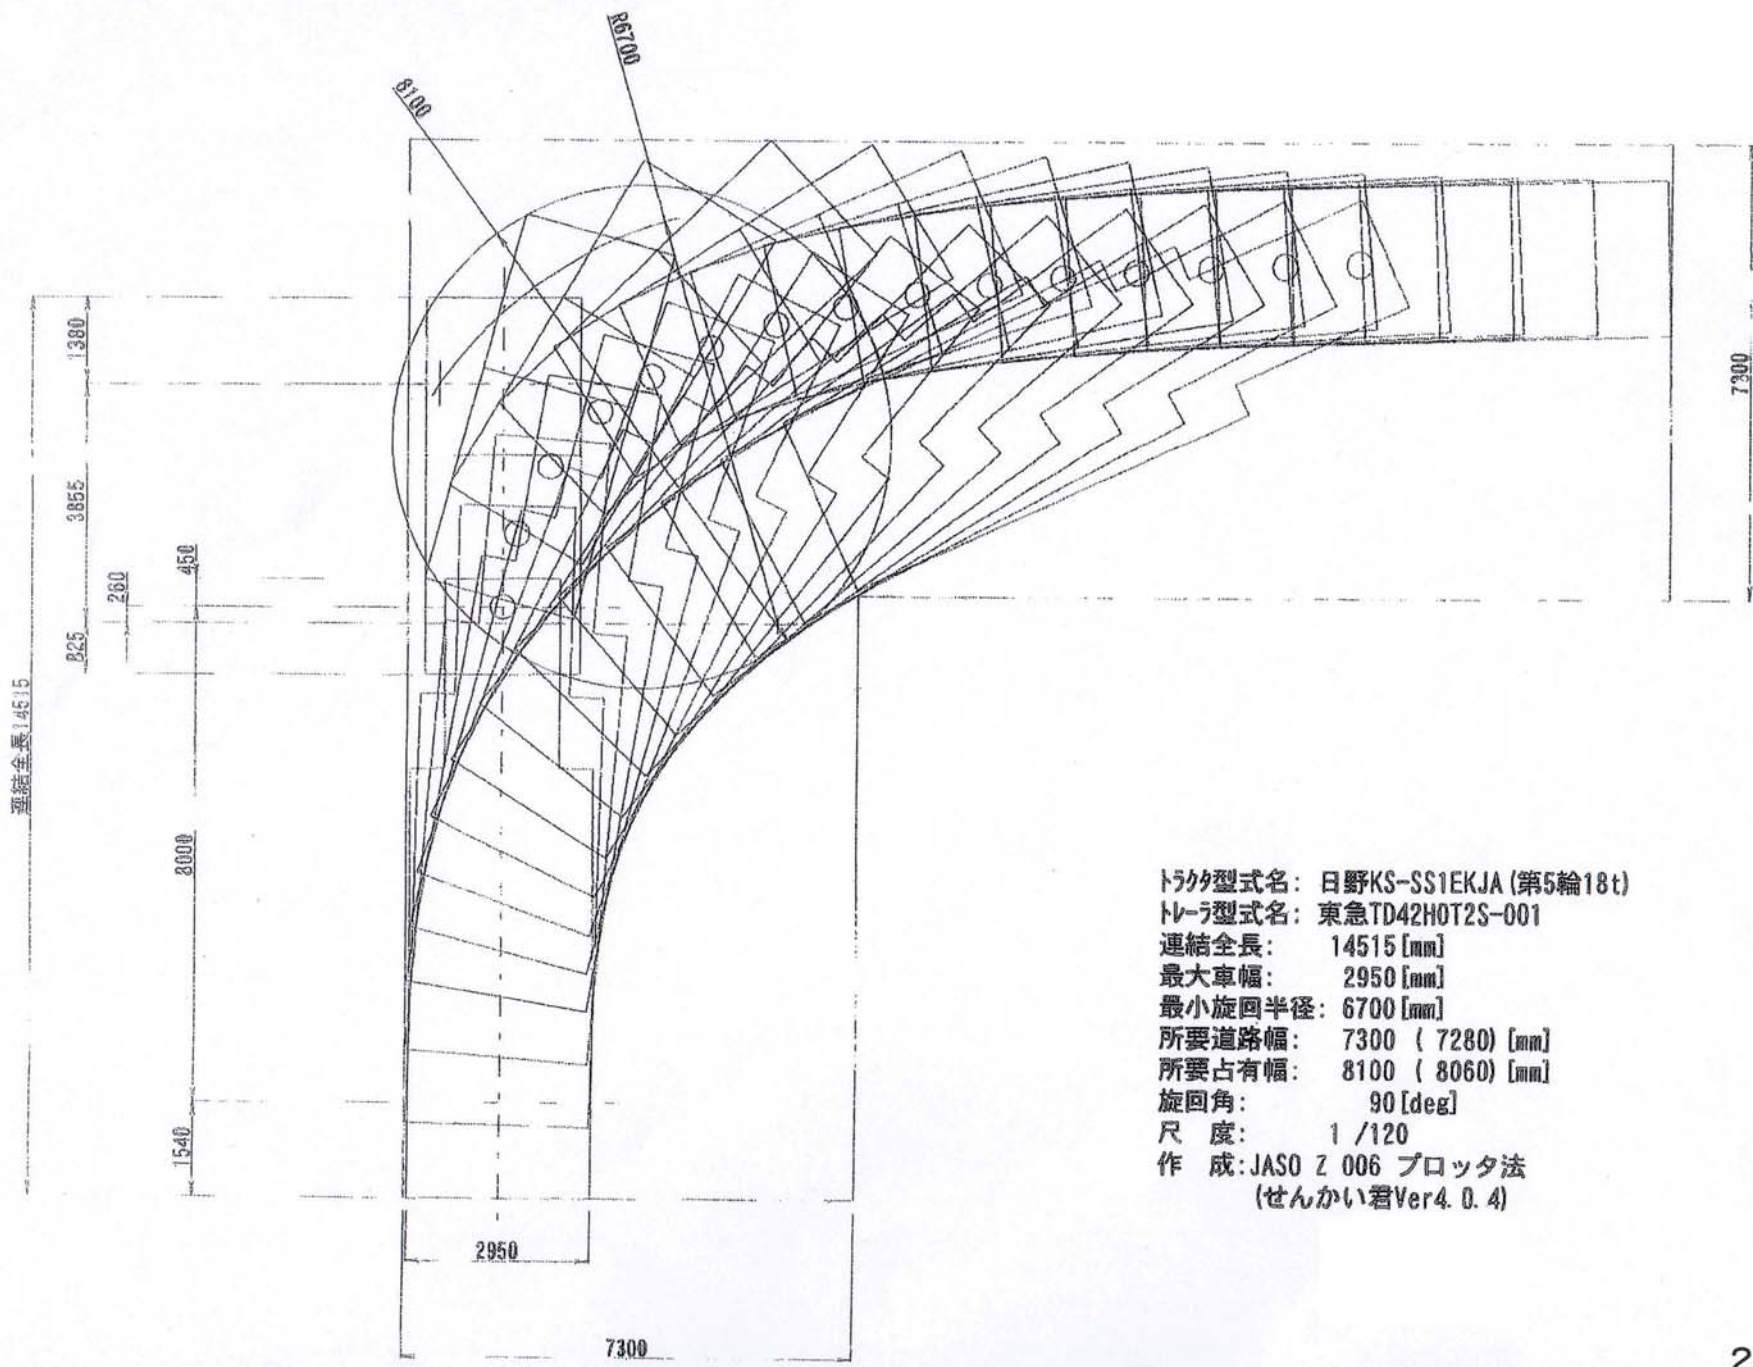 R6700
8100
1380
3855
450
260
825
連結全長14515
8000
1540
2950
7300
7300
トラクタ型式名: 日野KS-SS1EKJA (第5輪18t)
トレーラ型式名: 東急TD42H0T2S-001
連結全長: 14515[mm]
最大車幅: 2950[mm]
最小旋回半径: 6700[mm]
所要道路幅: 7300 ( 7280) [mm]
所要占有幅: 8100 ( 8060) [mm]
旋回角: 90[deg]
尺 度: 1 /120
作 成:JASO Z 006 プロッタ法
(せんかい君Ver4.0.4)
2